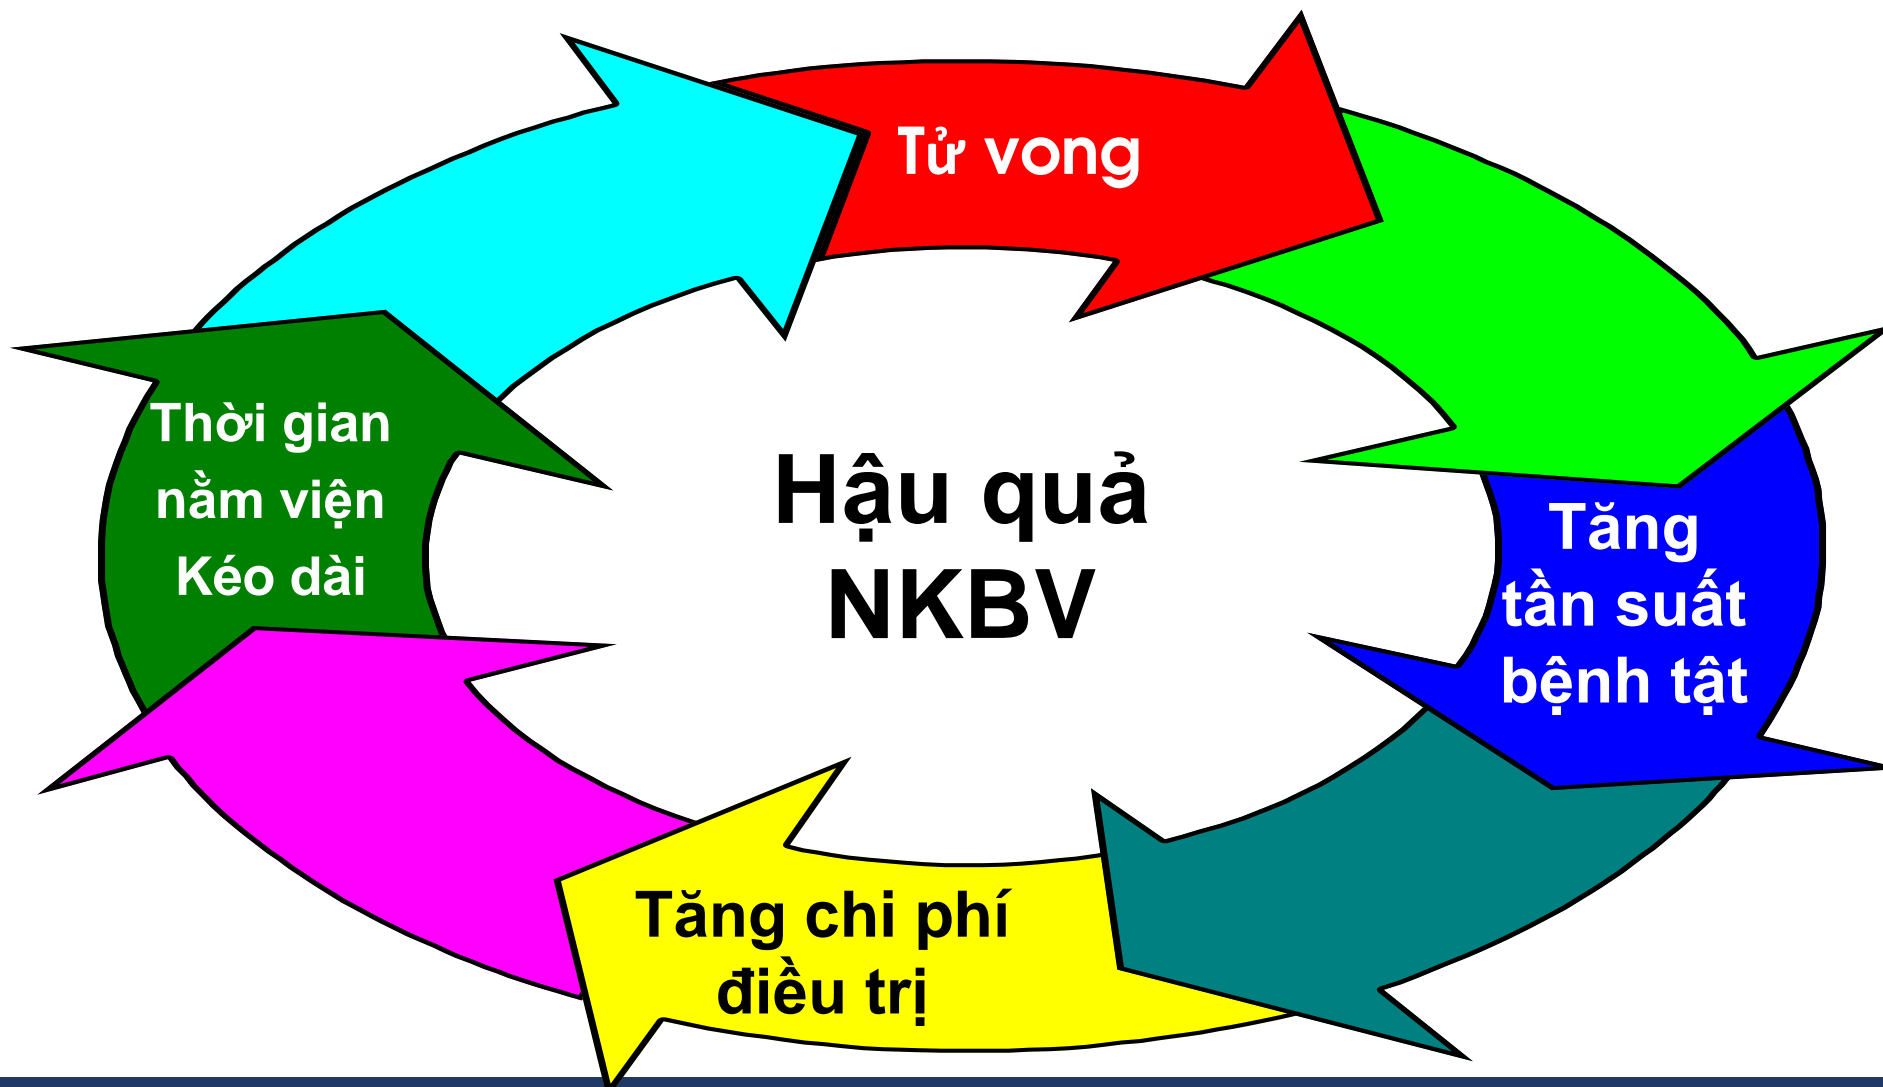 Tử vong
Thời gian
nằm viện
Kéo dài
Hậu quả
NKBV
Tăng
tần suất
bệnh tật
Tăng chi phí
điều trị